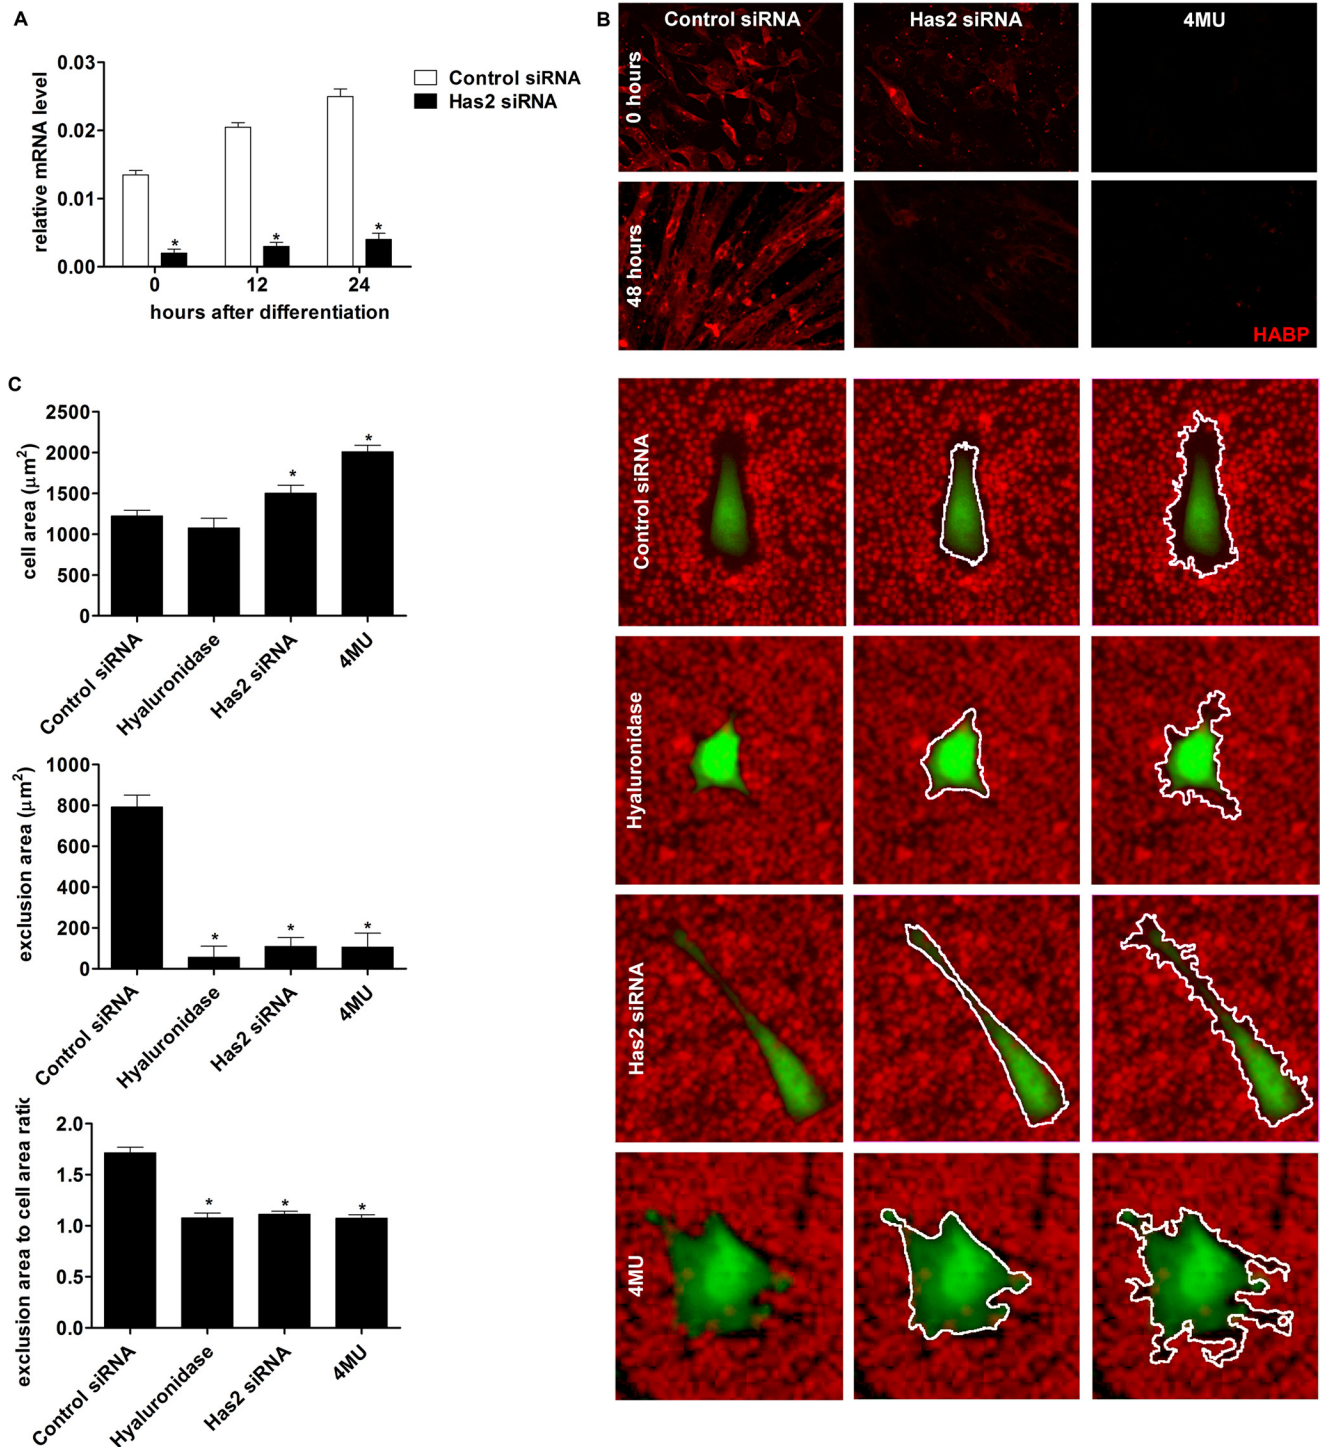 A
0.03
0.02
0.01
0.00
relative mRNA level
0
12
24
hours after differentiation
Control siRNA
Has2 siRNA
*
*
*
B
Control siRNA
Has2 siRNA
4MU
0 hours
48 hours
HABP
C
2500
2000
1500
1000
500
0
cell area (μm²)
*
*
Control siRNA
Hyaluronidase
Has2 siRNA
4MU
1000
800
600
400
200
0
exclusion area (μm²)
*
*
*
Control siRNA
Hyaluronidase
Has2 siRNA
4MU
2.0
1.5
1.0
0.5
0.0
exclusion area to cell area ratio
*
*
*
Control siRNA
Hyaluronidase
Has2 siRNA
4MU
Control siRNA
Hyaluronidase
Has2 siRNA
4MU